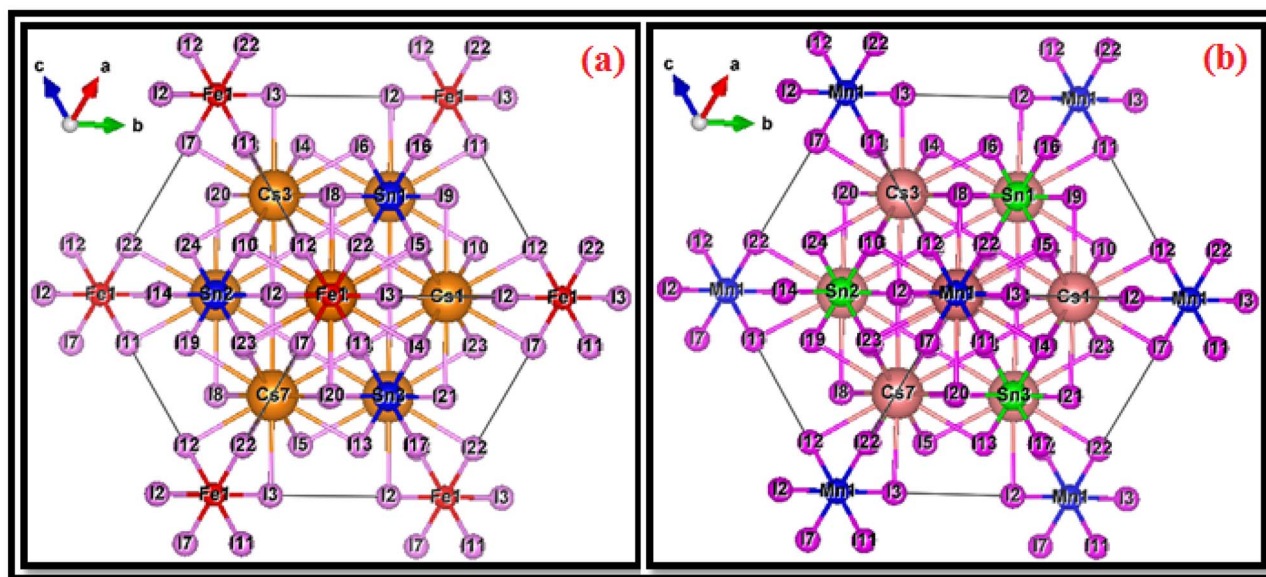 I12 I22 I12 I22 (a)
c a
I2 Fe1 I3 I2 Fe1 I3
b
I7 I11 I4 I6 I16 I11
I20 Cs3 I8 Sn1 I9
I12 I22 I24 I10 I12 I22 I5 I10 I12 I22
I2 Fe1 I14 Sn2 I2 Fe1 I3 Cs1 I2 Fe1 I3
I7 I11 I19 I23 I7 I11 I4 I23 I7 I11
I8 Cs7 I20 Sn3 I21
I12 I22 I5 I13 I17 I22
I2 Fe1 I3 I2 Fe1 I3
I7 I11 I7 I11
I12 I22 I12 I22 (b)
c a
I2 Mn1 I3 I2 Mn1 I3
b
I7 I11 I4 I6 I16 I11
I20 Cs3 I8 Sn1 I9
I12 I22 I24 I10 I12 I22 I5 I10 I12 I22
I2 Mn1 I14 Sn2 I2 Mn1 I3 Cs1 I2 Mn1 I3
I7 I11 I19 I23 I7 I11 I4 I23 I7 I11
I8 Cs7 I20 Sn3 I21
I12 I22 I5 I13 I17 I22
I2 Mn1 I3 I2 Mn1 I3
I7 I11 I7 I11